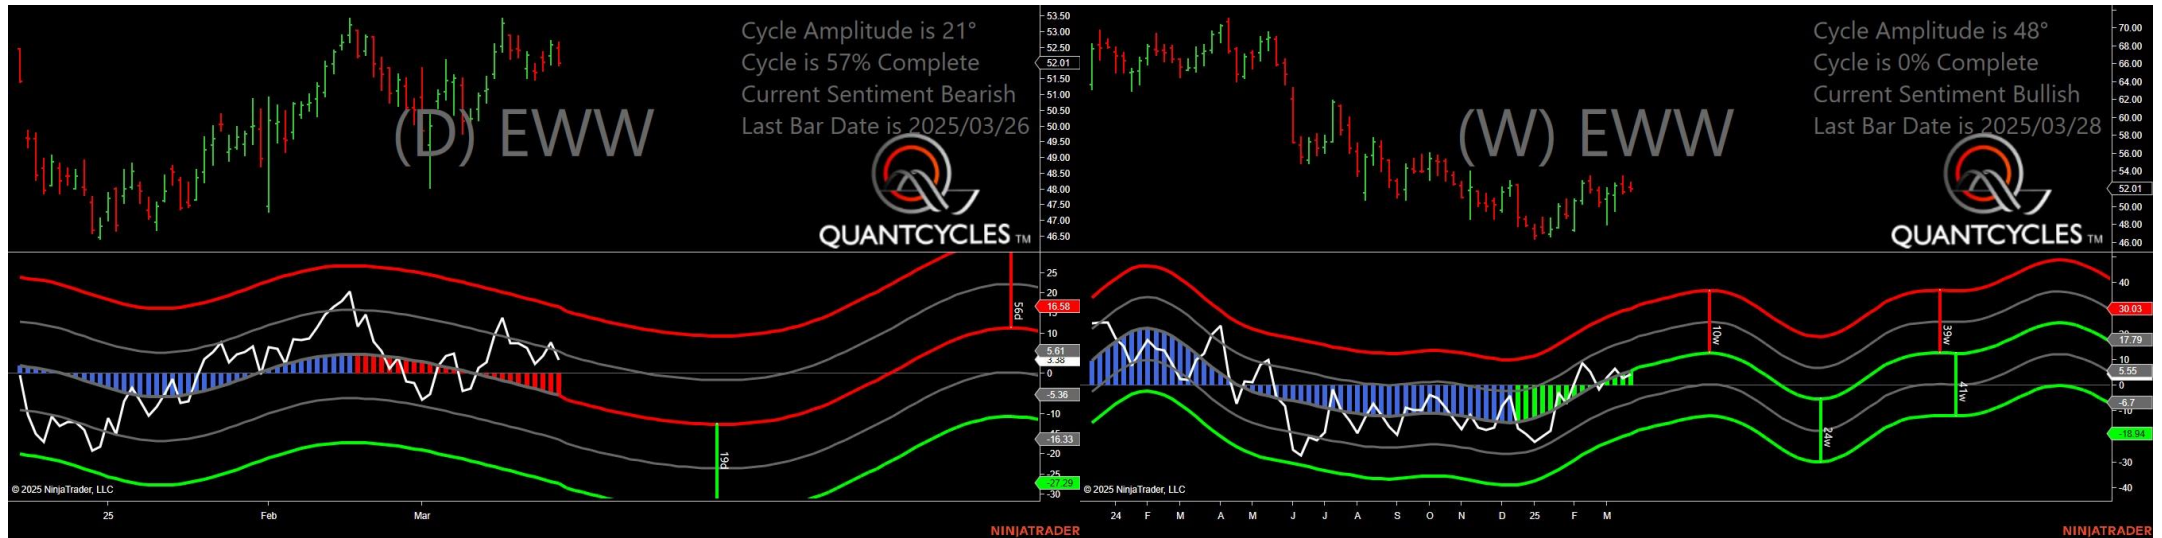 Cycle Amplitude is 21°
Cycle is 57% Complete
Current Sentiment Bearish
Last Bar Date is 2025/03/26
(D) EWW
QUANTCYCLES TM
53.50
53.00
52.50
52.01
51.50
51.00
50.50
50.00
49.50
49.00
48.50
48.00
47.50
47.00
46.50
25
20
16.58
10
5.61
3.38
0
-5.36
-10
-16.33
-20
-25
-27.29
-30
56d
19d
© 2025 NinjaTrader, LLC
25 Feb Mar
NINJATRADER
Cycle Amplitude is 48°
Cycle is 0% Complete
Current Sentiment Bullish
Last Bar Date is 2025/03/28
(W) EWW
QUANTCYCLES TM
70.00
68.00
66.00
64.00
62.00
60.00
58.00
56.00
54.00
52.01
50.00
48.00
46.00
40
30.03
17.79
10
5.55
0
-6.7
-10
-18.94
-30
-40
10w
39w
41w
24w
© 2025 NinjaTrader, LLC
24 F M A M J J A S O N D 25 F M
NINJATRADER